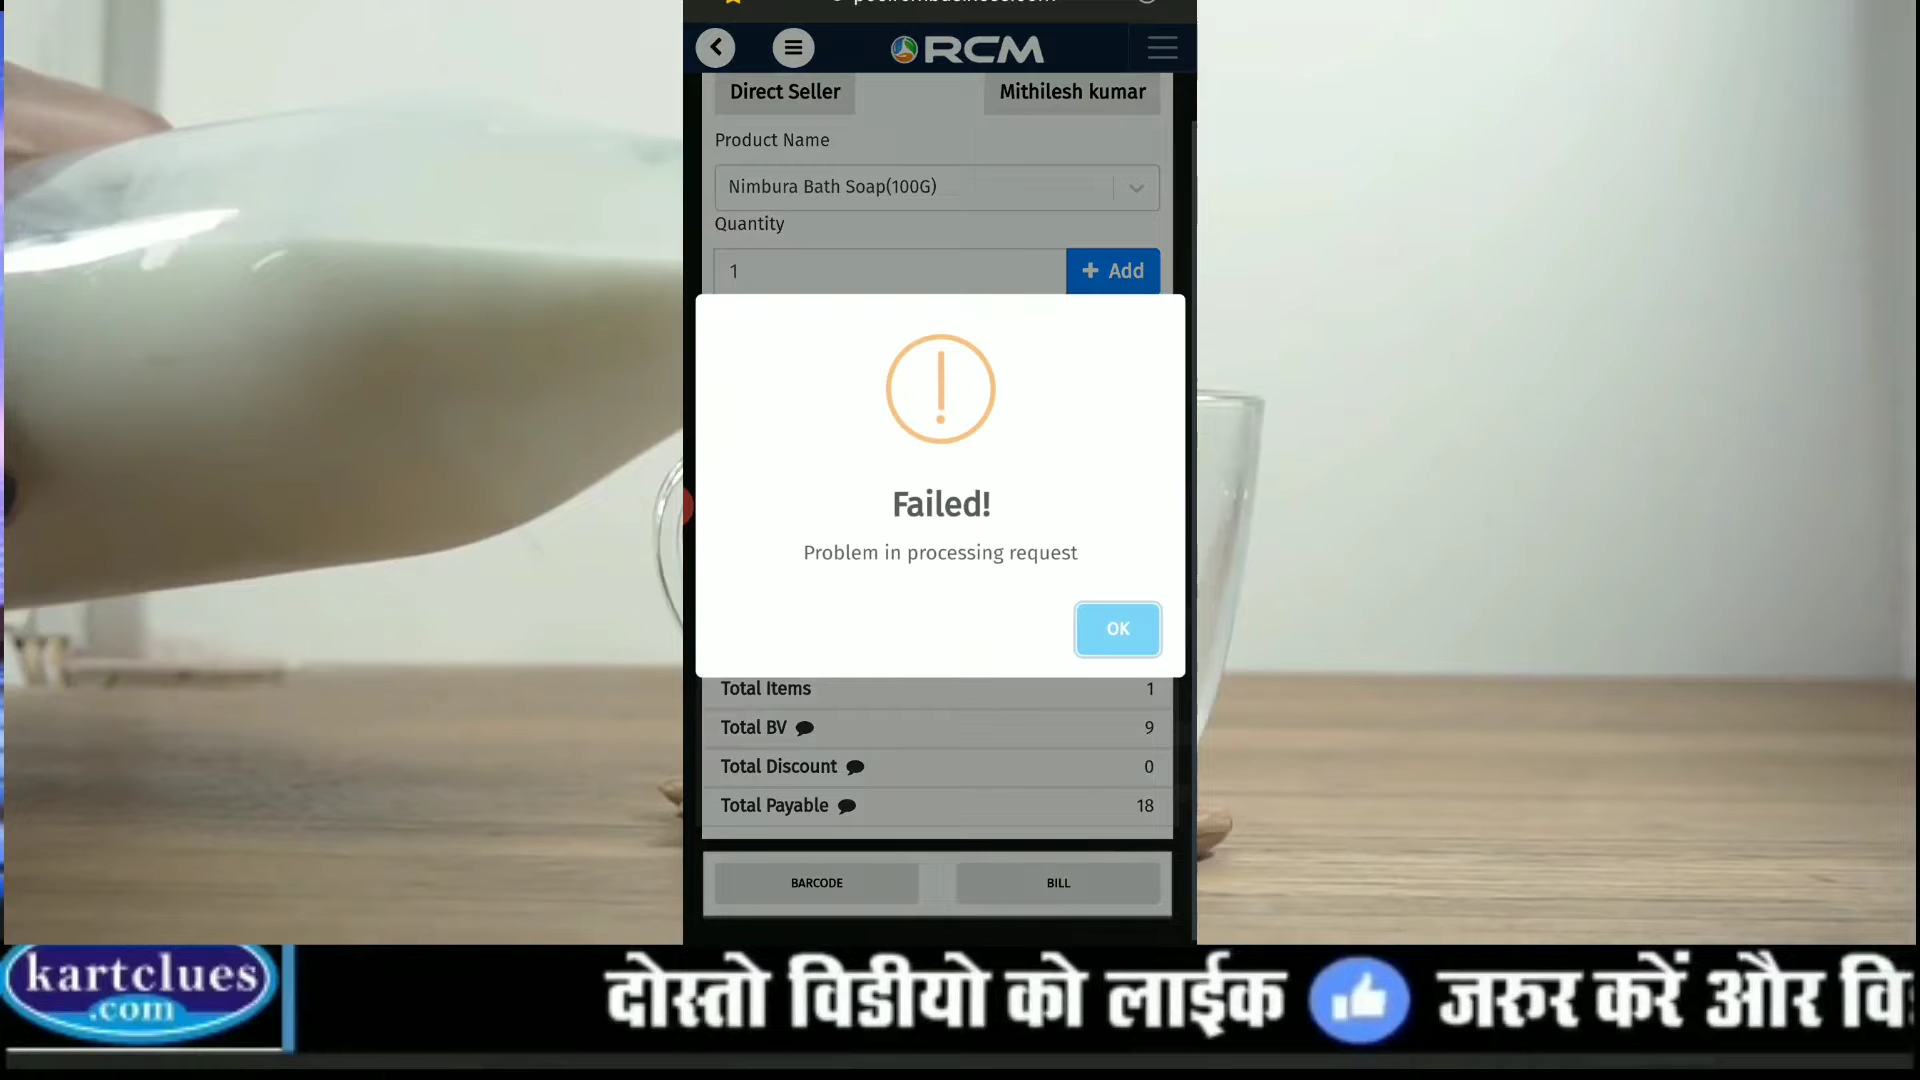 RCM
Direct Seller
Mithilesh kumar
Product Name
Nimbura Bath Soap(100G)
Quantity
1
+ Add
Failed!
Problem in processing request
OK
Total Items 1
Total BV 9
Total Discount 0
Total Payable 18
BARCODE
BILL
kartclues
.com
दोस्तो विडीयो को लाईक जरुर करें और